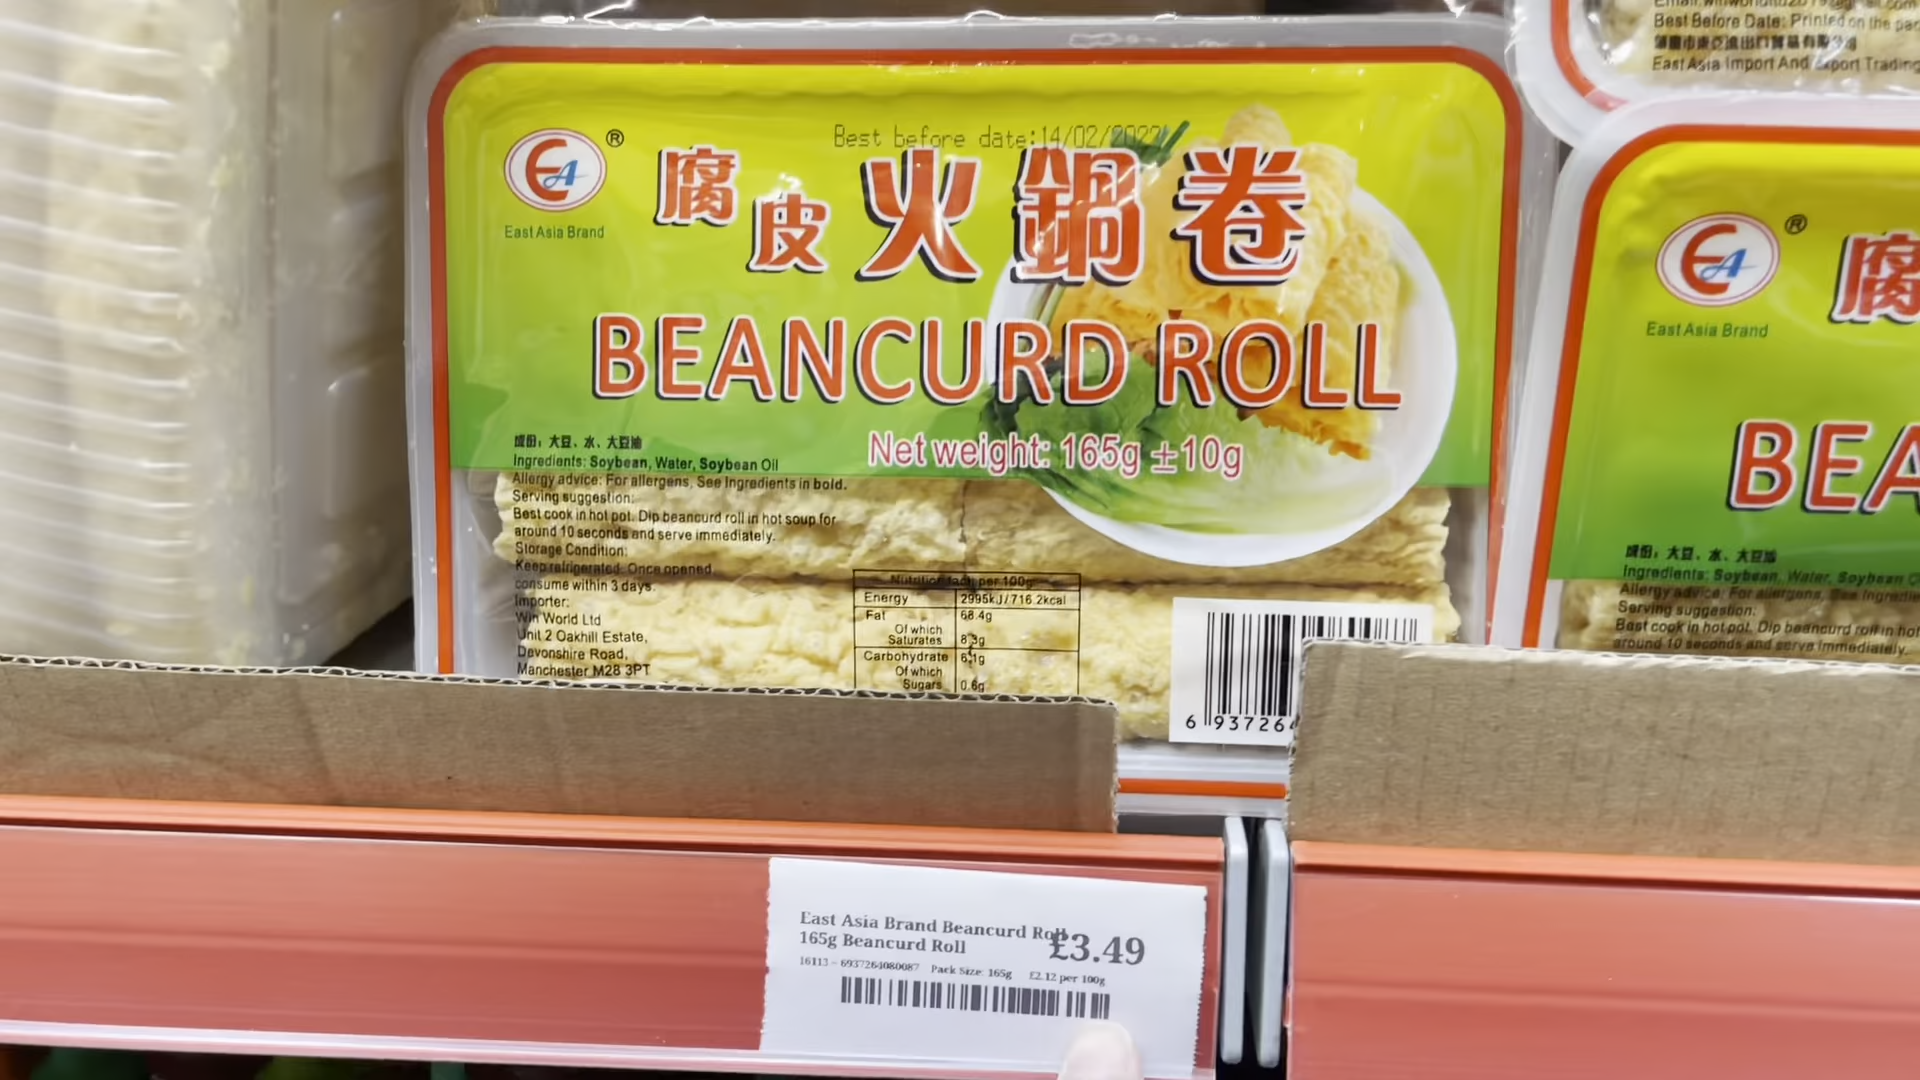 Best before date:14/02/2022
EA
®
East Asia Brand
腐皮火鍋卷
BEANCURD ROLL
Net weight: 165g ±10g
成份：大豆、水、大豆油
Ingredients: Soybean, Water, Soybean Oil
Allergy advice: For allergens, See Ingredients in bold.
Serving suggestion:
Best cook in hot pot. Dip beancurd roll in hot soup for
around 10 seconds and serve immediately.
Storage Condition:
Keep refrigerated. Once opened,
consume within 3 days.
Importer:
Win World Ltd
Unit 2 Oakhill Estate,
Devonshire Road,
Manchester M28 3PT
Nutrition fact per 100g
Energy 2995kJ/716.2kcal
Fat 68.4g
Of which
Saturates 8.3g
Carbohydrate 6.1g
Of which
Sugars 0.6g
6 937264
Best Before Date: Printed on the pac
East Asia Import And Export Trading
EA
®
East Asia Brand
腐
BEA
成份：大豆、水、大豆油
Ingredients: Soybean, Water, Soybean O
Allergy advice: For allergens, See Ingredie
Serving suggestion:
Best cook in hot pot. Dip beancurd roll in hot
around 10 seconds and serve immediately.
East Asia Brand Beancurd Roll
165g Beancurd Roll
£3.49
16113 - 6937264080087 Pack Size: 165g £2.12 per 100g